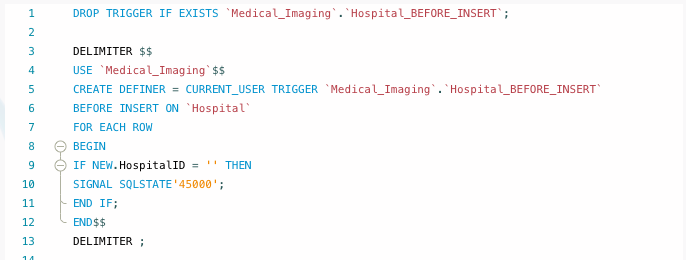 1 DROP TRIGGER IF EXISTS `Medical_Imaging`.`Hospital_BEFORE_INSERT`;
2
3 DELIMITER $$
4 USE `Medical_Imaging`$$
5 CREATE DEFINER = CURRENT_USER TRIGGER `Medical_Imaging`.`Hospital_BEFORE_INSERT`
6 BEFORE INSERT ON `Hospital`
7 FOR EACH ROW
8 BEGIN
9 IF NEW.HospitalID = '' THEN
10 SIGNAL SQLSTATE'45000';
11 END IF;
12 END$$
13 DELIMITER ;
14